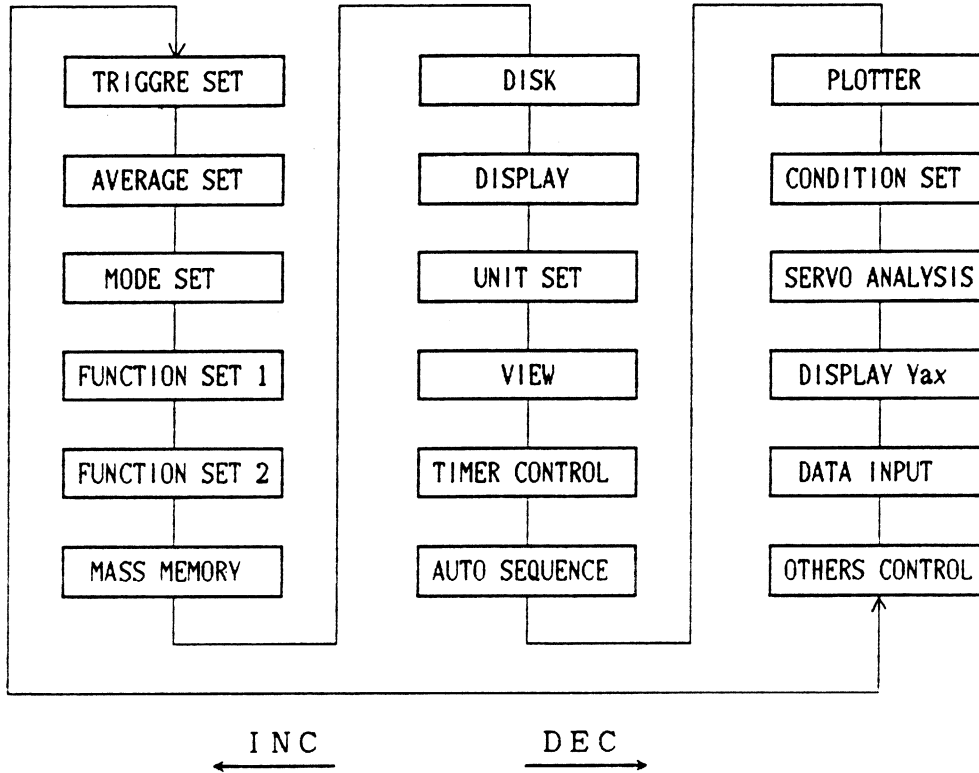 TRIGGRE SET
AVERAGE SET
MODE SET
FUNCTION SET 1
FUNCTION SET 2
MASS MEMORY
DISK
DISPLAY
UNIT SET
VIEW
TIMER CONTROL
AUTO SEQUENCE
PLOTTER
CONDITION SET
SERVO ANALYSIS
DISPLAY Yax
DATA INPUT
OTHERS CONTROL
INC DEC